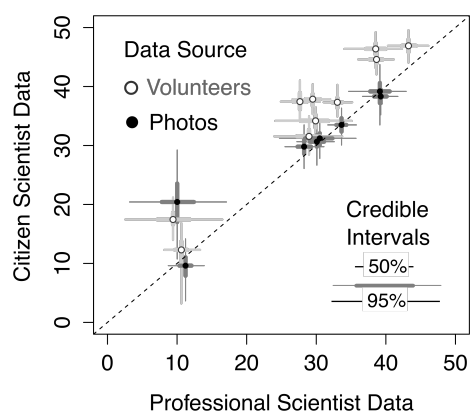 Data Source
Volunteers
Photos
Credible
Intervals
50%
95%
Citizen Scientist Data
0 10 20 30 40 50
0 10 20 30 40 50
Professional Scientist Data